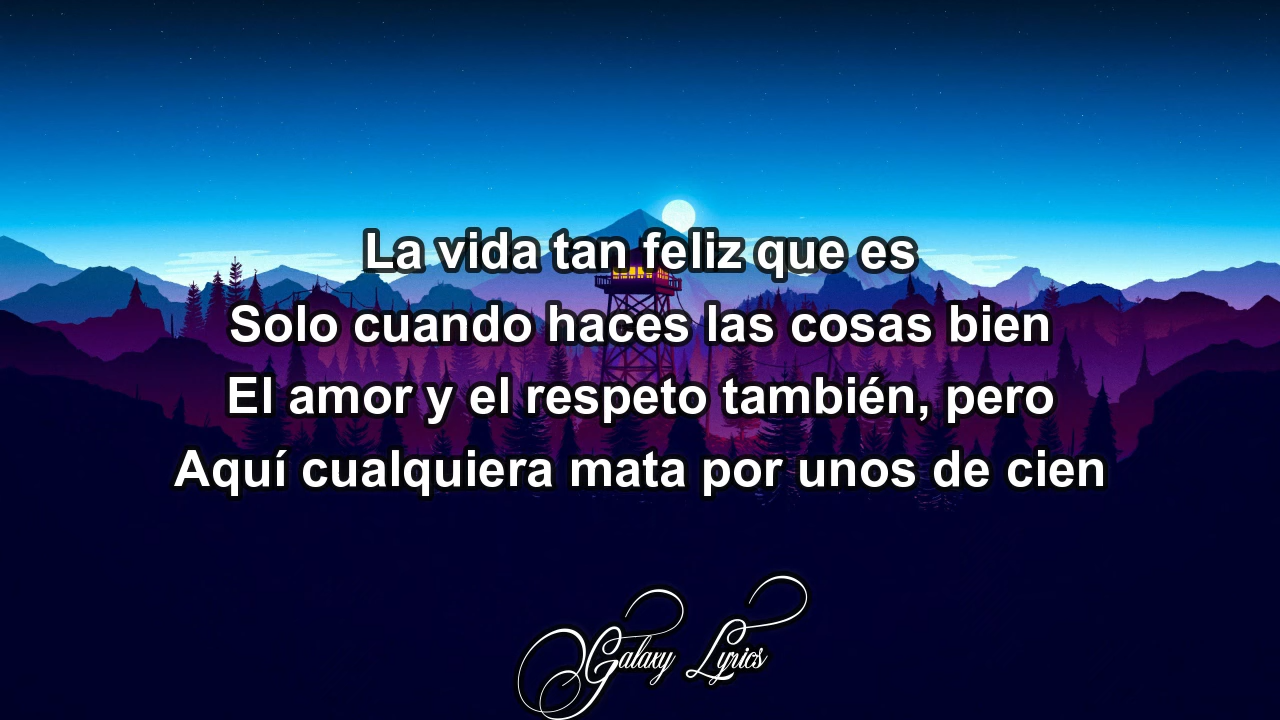 La vida tan feliz que es
Solo cuando haces las cosas bien
El amor y el respeto también, pero
Aquí cualquiera mata por unos de cien
Galaxy Lyrics